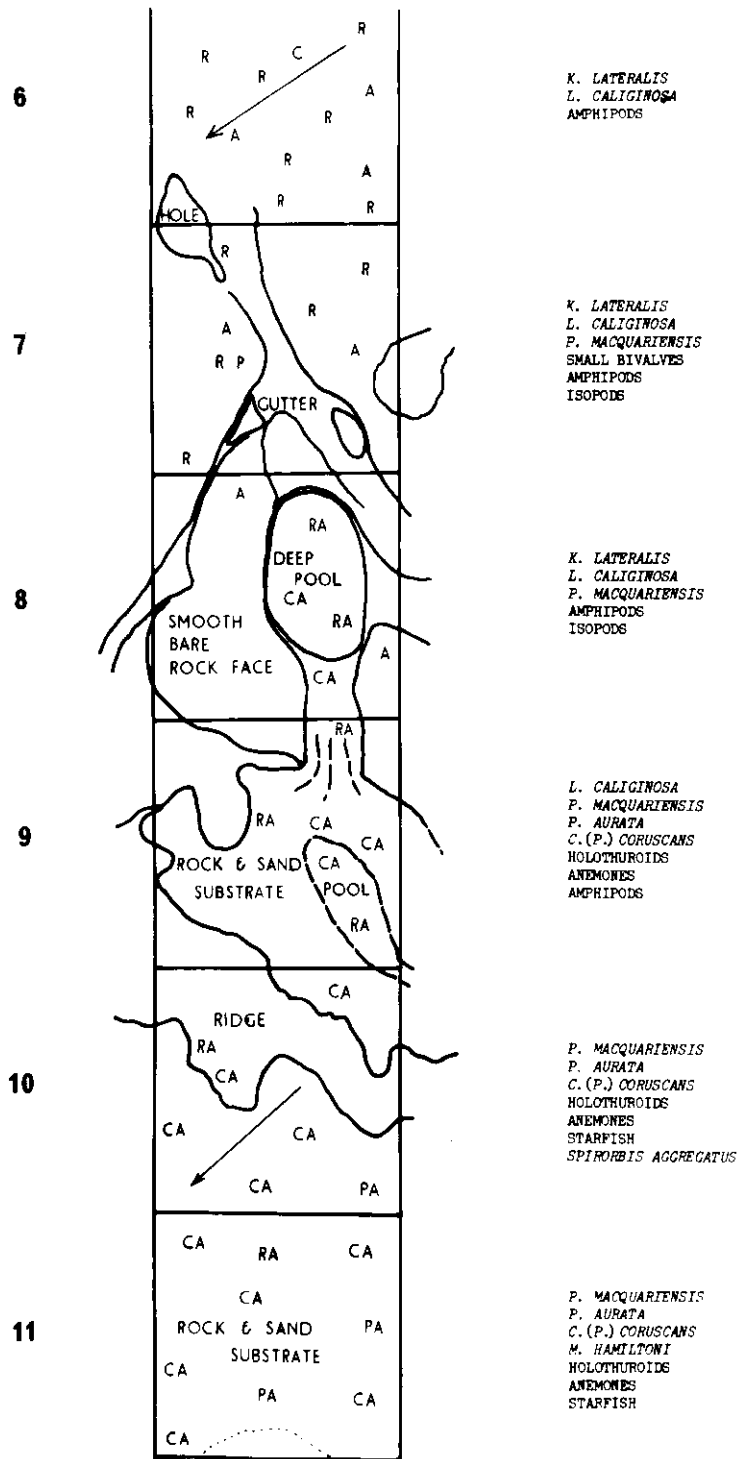 6
R
C
R
R
A
R
R
A
R
A
R
R
HOLE
K. LATERALIS
L. CALIGINOSA
AMPHIPODS
7
R
R
R
A
A
R P
GUTTER
R
K. LATERALIS
L. CALIGINOSA
P. MACQUARIENSIS
SMALL BIVALVES
AMPHIPODS
ISOPODS
8
A
RA
DEEP
POOL
CA
RA
SMOOTH
BARE
ROCK FACE
CA
A
K. LATERALIS
L. CALIGINOSA
P. MACQUARIENSIS
AMPHIPODS
ISOPODS
9
RA
RA
CA
CA
ROCK & SAND
SUBSTRATE
CA
POOL
RA
L. CALIGINOSA
P. MACQUARIENSIS
P. AURATA
C.(P.) CORUSCANS
HOLOTHUROIDS
ANEMONES
AMPHIPODS
10
CA
RIDGE
RA
CA
CA
CA
CA
PA
P. MACQUARIENSIS
P. AURATA
C.(P.) CORUSCANS
HOLOTHUROIDS
ANEMONES
STARFISH
SPIRORBIS AGGREGATUS
11
CA
RA
CA
CA
ROCK & SAND
SUBSTRATE
PA
CA
PA
CA
CA
P. MACQUARIENSIS
P. AURATA
C.(P.) CORUSCANS
M. HAMILTONI
HOLOTHUROIDS
ANEMONES
STARFISH